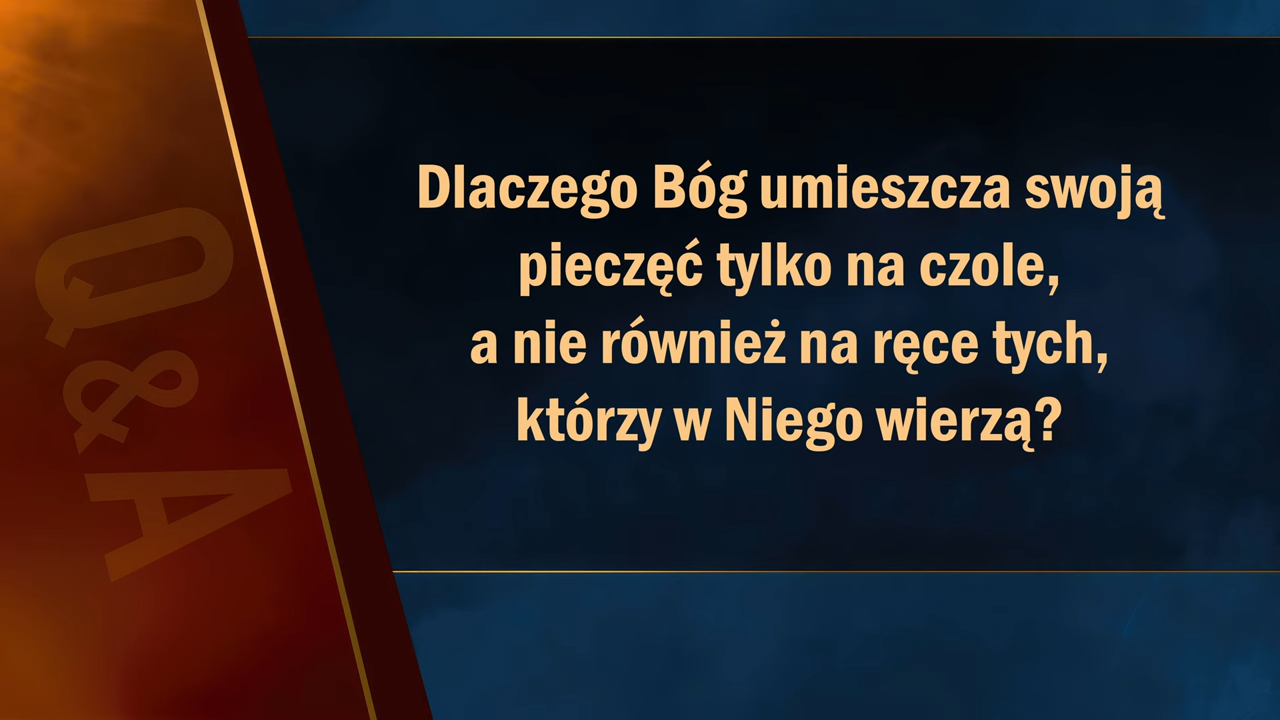 Dlaczego Bóg umieszcza swoją
pieczęć tylko na czole,
a nie również na ręce tych,
którzy w Niego wierzą?
Q&A